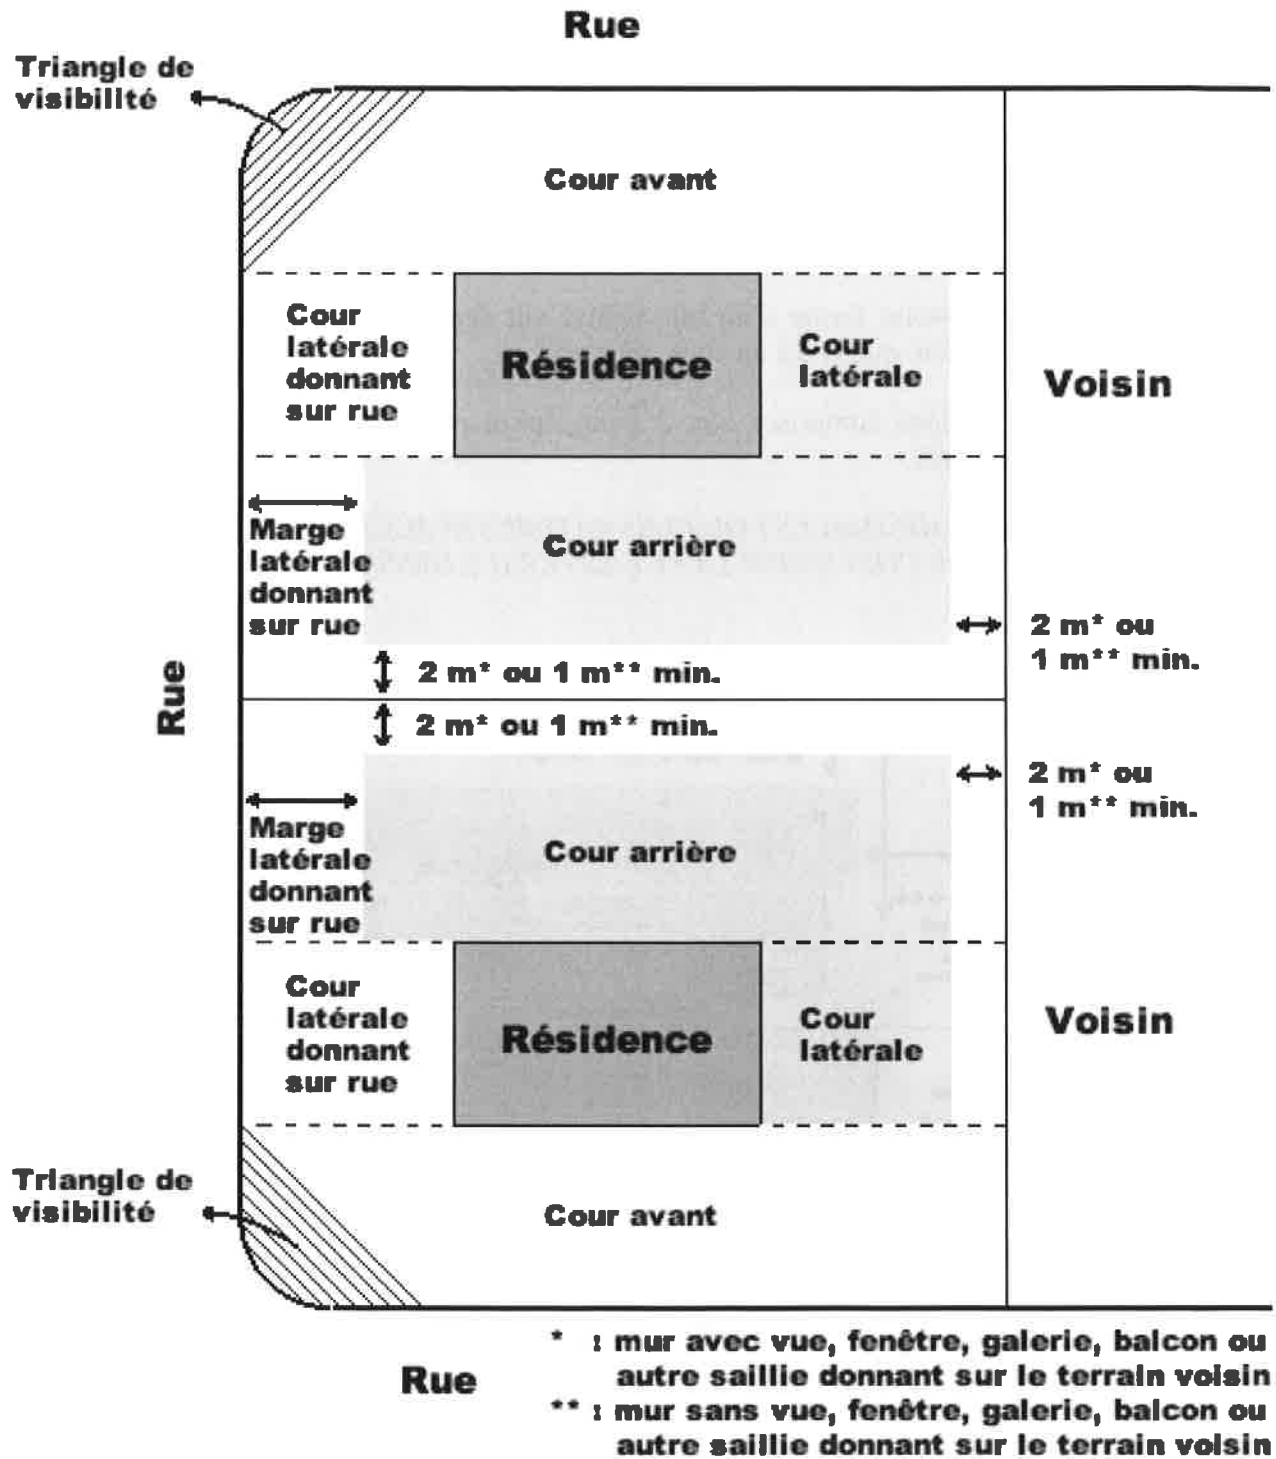 Rue
Triangle de
visibilité
Cour avant
Cour
latérale
donnant
sur rue
Résidence
Cour
latérale
Voisin
Marge
latérale
donnant
sur rue
Cour arrière
2 m* ou
1 m** min.
2 m* ou 1 m** min.
Rue
2 m* ou 1 m** min.
2 m* ou
1 m** min.
Marge
latérale
donnant
sur rue
Cour arrière
Cour
latérale
donnant
sur rue
Résidence
Cour
latérale
Voisin
Triangle de
visibilité
Cour avant
Rue
* : mur avec vue, fenêtre, galerie, balcon ou
autre saillie donnant sur le terrain voisin
** : mur sans vue, fenêtre, galerie, balcon ou
autre saillie donnant sur le terrain voisin